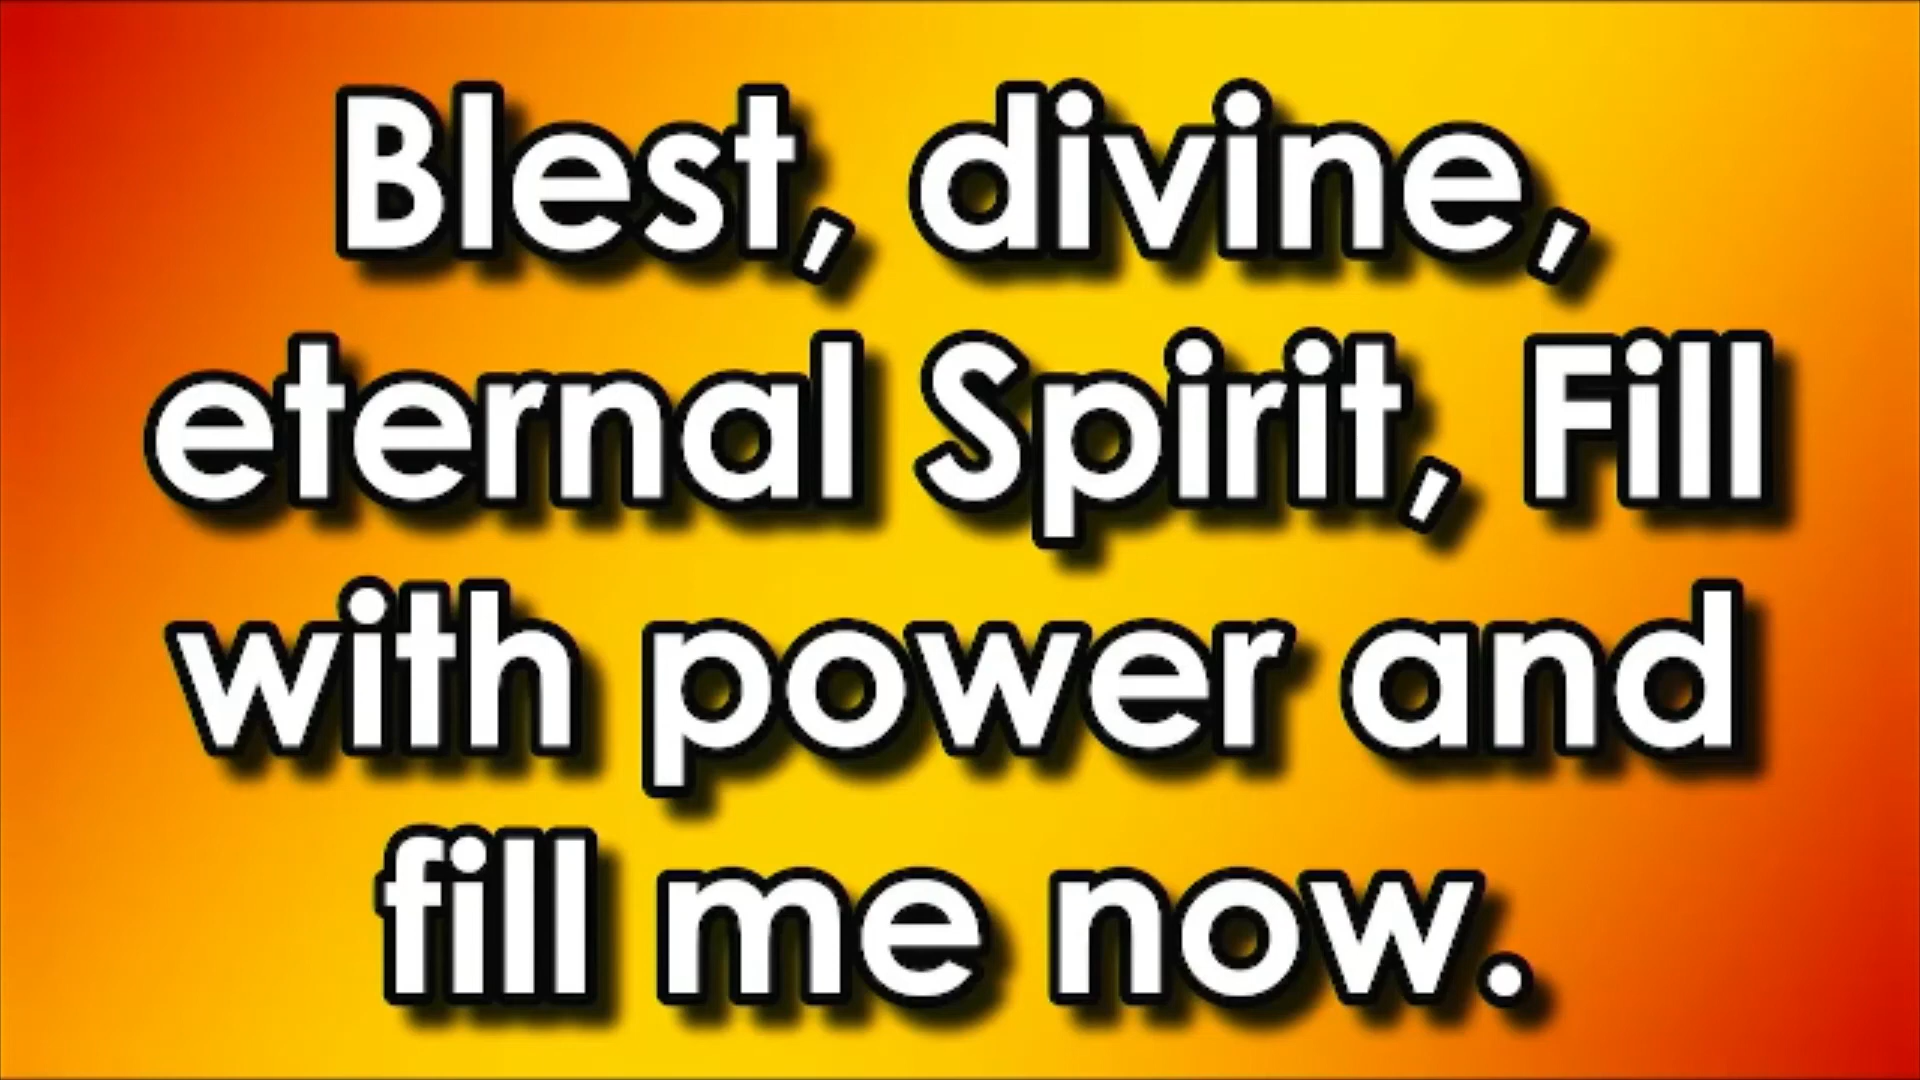 Blest, divine,
eternal Spirit, Fill
with power and
fill me now.